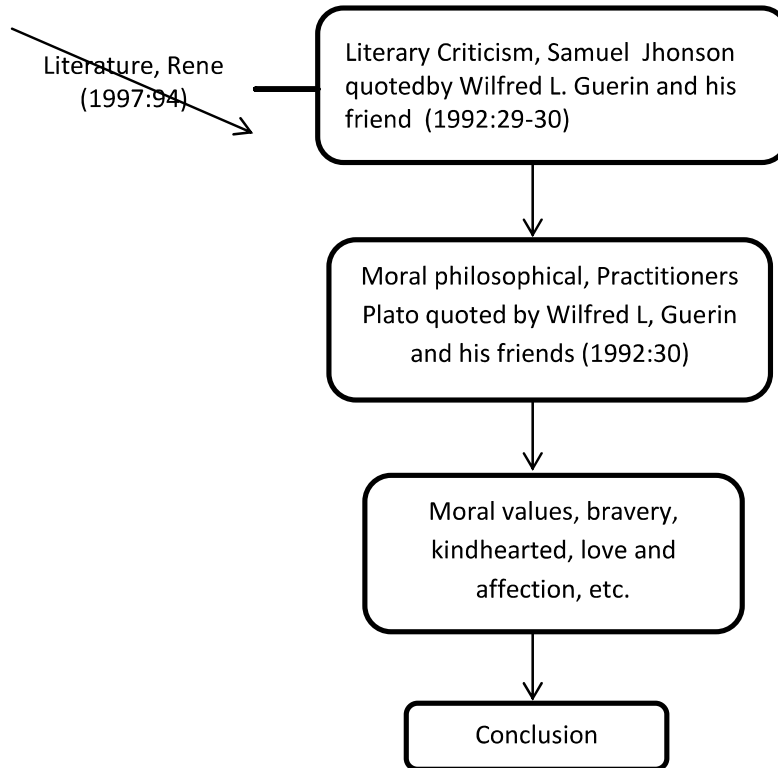 Literature, Rene
(1997:94)
Literary Criticism, Samuel  Jhonson
quotedby Wilfred L. Guerin and his
friend  (1992:29-30)
Moral philosophical, Practitioners
Plato quoted by Wilfred L, Guerin
and his friends (1992:30)
Moral values, bravery,
kindhearted, love and
affection, etc.
Conclusion